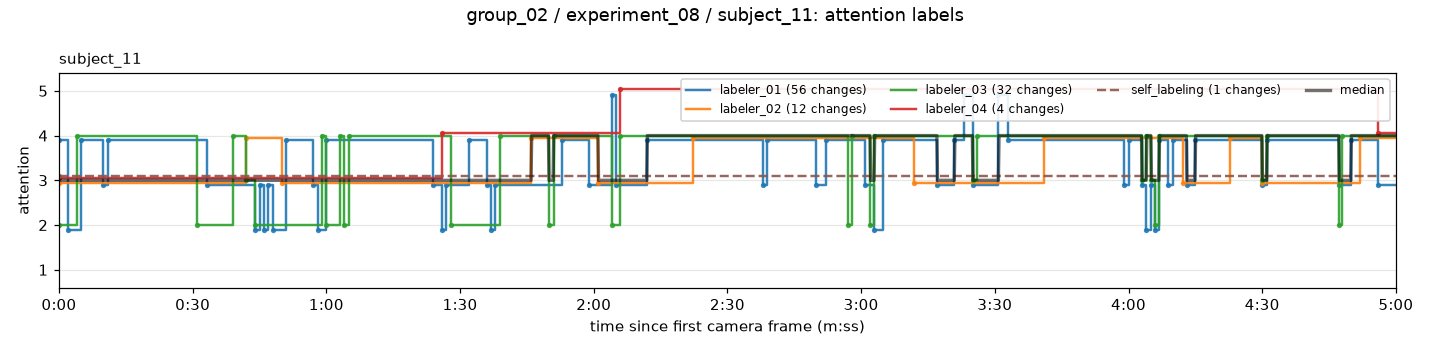 group_02 / experiment_08 / subject_11: attention labels
subject_11
labeler_01 (56 changes) labeler_03 (32 changes) self_labeling (1 changes) median
labeler_02 (12 changes) labeler_04 (4 changes)
attention
5
4
3
2
1
0:00 0:30 1:00 1:30 2:00 2:30 3:00 3:30 4:00 4:30 5:00
time since first camera frame (m:ss)